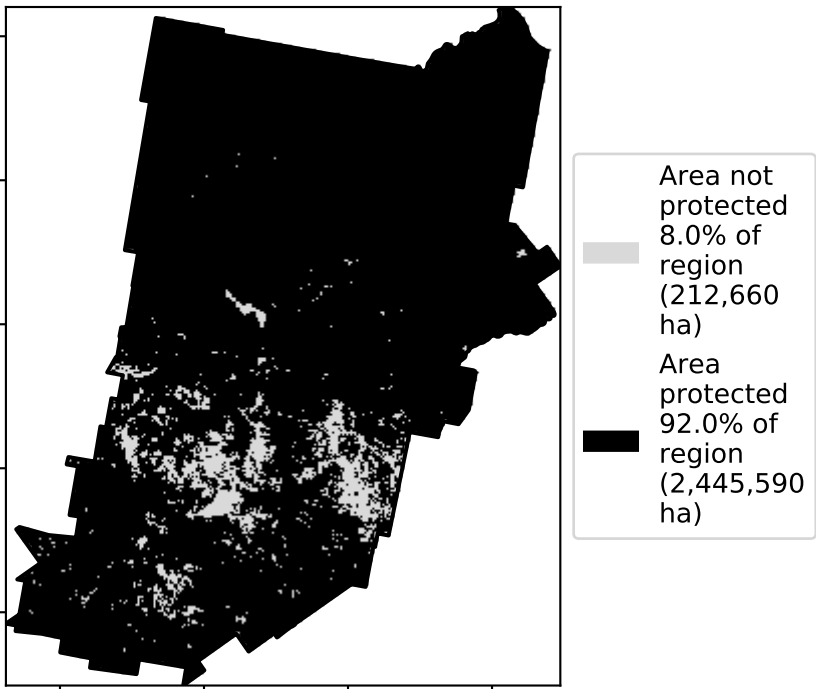 Area not
protected
8.0% of
region
(212,660
ha)
Area
protected
92.0% of
region
(2,445,590
ha)